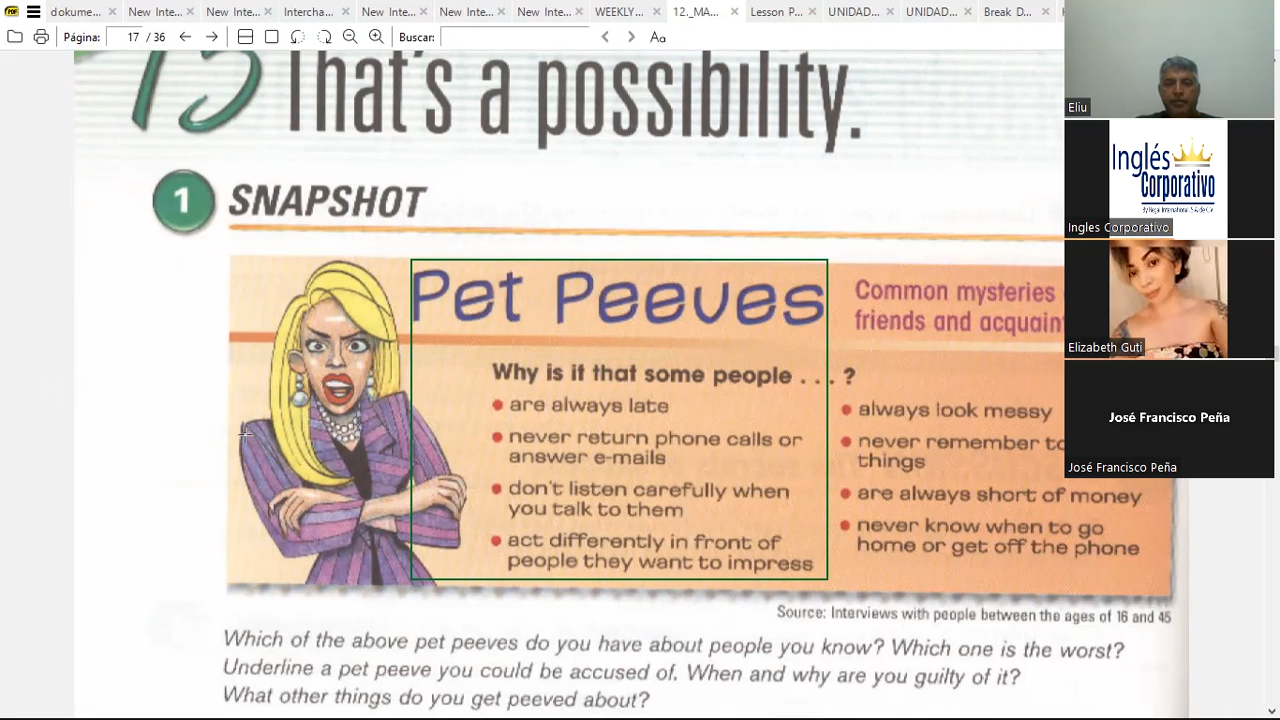 dokume...
New Inte...
New Inte...
Intercha...
New Inte...
New Inte...
New Inte...
WEEKLY...
12._MA...
Lesson P...
UNIDAD...
UNIDAD...
Break D...
Página: 17 / 36
Buscar:
Aa
That's a possibility.
1 SNAPSHOT
Pet Peeves
Common mysteries
friends and
Why is it that some people . . . ?
• are always late
• never return phone calls or
answer e-mails
• don't listen carefully when
you talk to them
• act differently in front of
people they want to impress
• always look messy
• never remember to
things
• are always short of money
• never know when to go
home or get off the phone
Source: Interviews with people between the ages of 16 and 45
Which of the above pet peeves do you have about people you know? Which one is the worst?
Underline a pet peeve you could be accused of. When and why are you guilty of it?
What other things do you get peeved about?
Eliu
Inglés
Corporativo
Ingles Corporativo
Elizabeth Guti
José Francisco Peña
José Francisco Peña